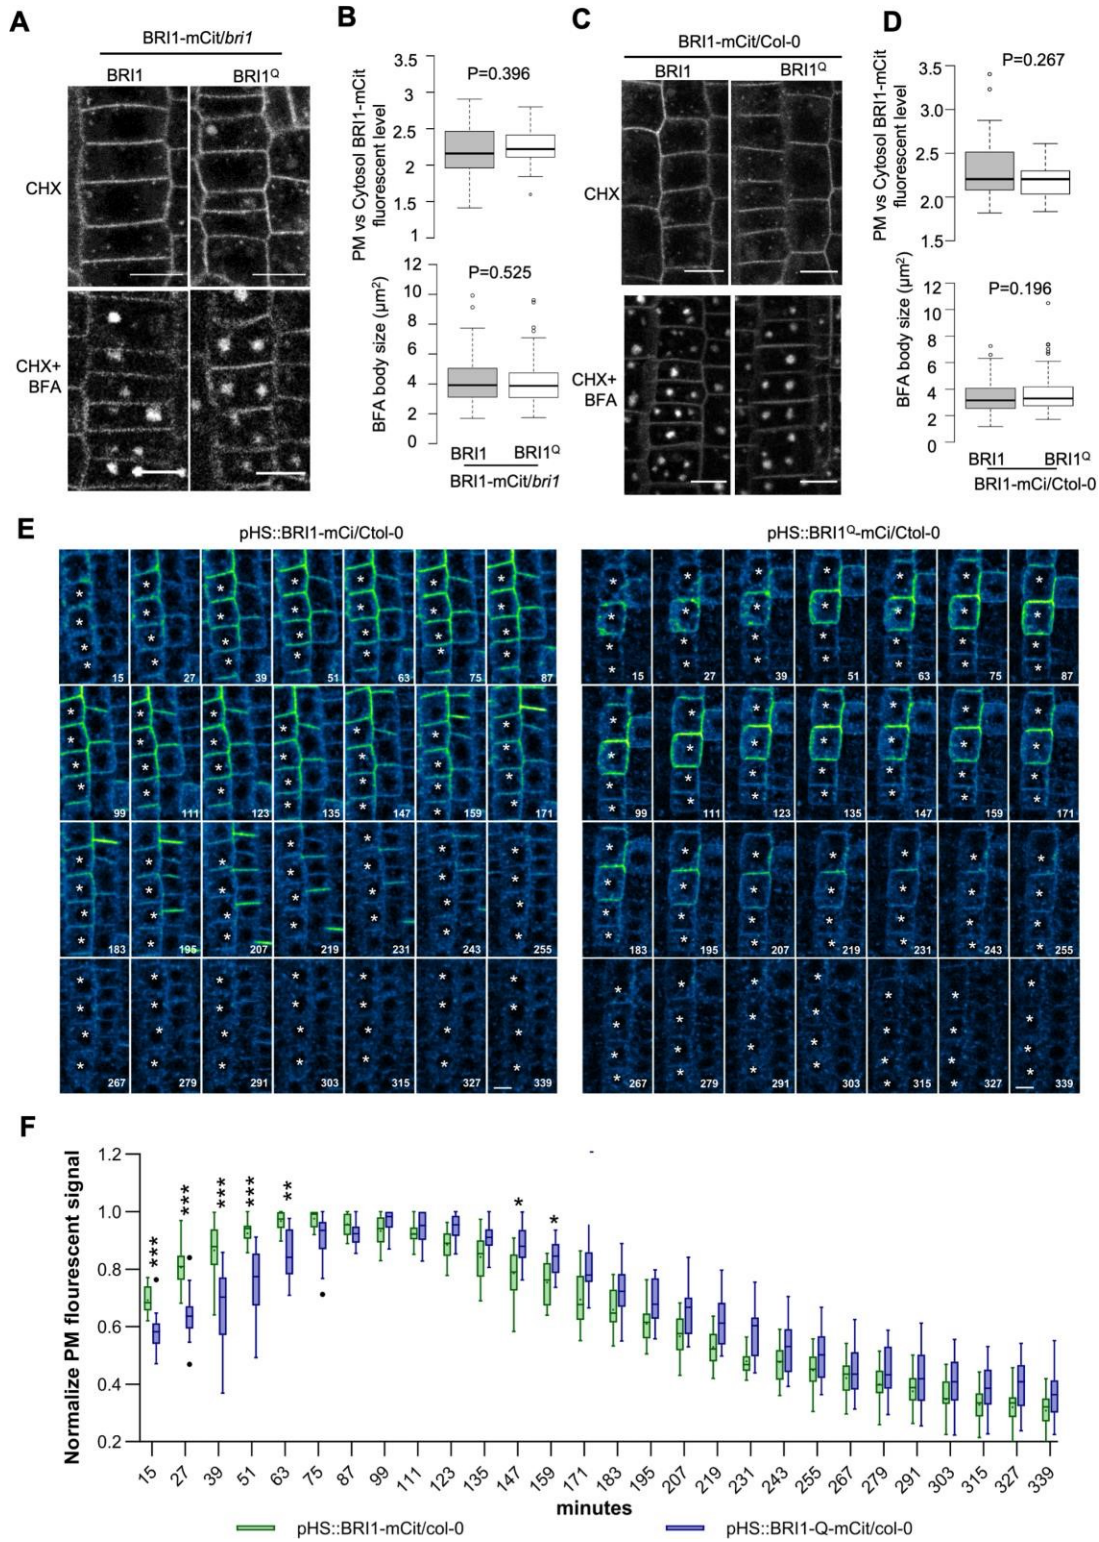 A
BRI1-mCit/bri1
BRI1 BRI1Q
CHX
CHX+
BFA
B
PM vs Cytosol BRI1-mCit
fluorescent level
3.5
3
2.5
2
1.5
1
P=0.396
BFA body size (µm2)
12
10
8
6
4
2
0
P=0.525
BRI1 BRI1Q
BRI1-mCit/bri1
C
BRI1-mCit/Col-0
BRI1 BRI1Q
CHX
CHX+
BFA
D
PM vs Cytosol BRI1-mCit
fluorescent level
3.5
3.0
2.5
2.0
1.5
P=0.267
BFA body size (µm2)
12
10
8
6
4
2
0
P=0.196
BRI1 BRI1Q
BRI1-mCi/Ctol-0
E
pHS::BRI1-mCi/Ctol-0
15 27 39 51 63 75 87
99 111 123 135 147 159 171
183 195 207 219 231 243 255
267 279 291 303 315 327 339
pHS::BRI1Q-mCi/Ctol-0
15 27 39 51 63 75 87
99 111 123 135 147 159 171
183 195 207 219 231 243 255
267 279 291 303 315 327 339
F
Normalize PM flourescent signal
1.2
1.0
0.8
0.6
0.4
0.2
*** *** *** *** ** * *
15 27 39 51 63 75 87 99 111 123 135 147 159 171 183 195 207 219 231 243 255 267 279 291 303 315 327 339
minutes
pHS::BRI1-mCit/col-0 pHS::BRI1-Q-mCit/col-0